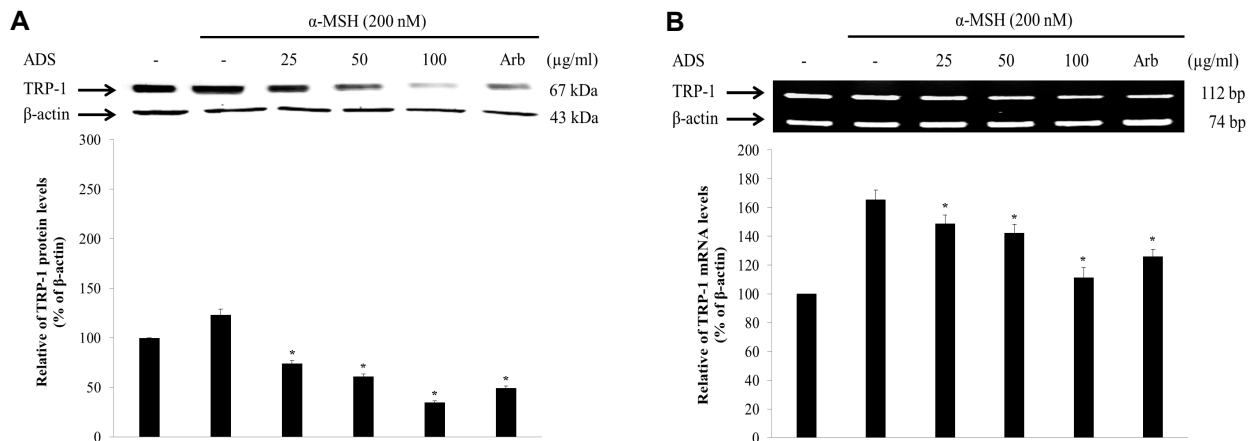 A
α-MSH (200 nM)
ADS - - 25 50 100 Arb (µg/ml)
TRP-1 67 kDa
β-actin 43 kDa
Relative of TRP-1 protein levels
(% of β-actin)
300
250
200
150
100
50
0
* * * *
B
α-MSH (200 nM)
ADS - - 25 50 100 Arb (µg/ml)
TRP-1 112 bp
β-actin 74 bp
Relative of TRP-1 mRNA levels
(% of β-actin)
200
180
160
140
120
100
80
60
40
20
0
* * * *